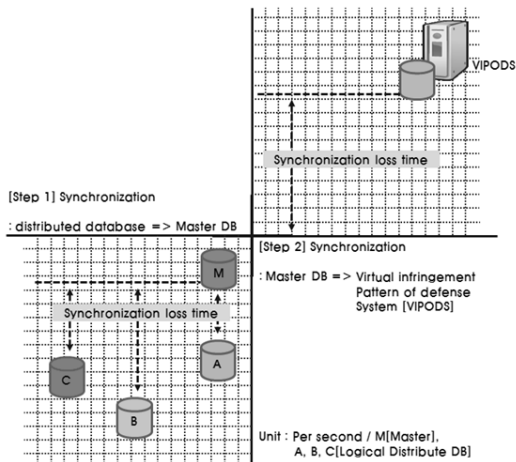 VIPODS
Synchronization loss time
[Step 1] Synchronization
: distributed database => Master DB
[Step 2] Synchronization
: Master DB => Virtual infringement
Pattern of defense
System [VIPODS]
M
Synchronization loss time
A
C
B
Unit : Per second / M[Master],
A, B, C[Logical Distribute DB]